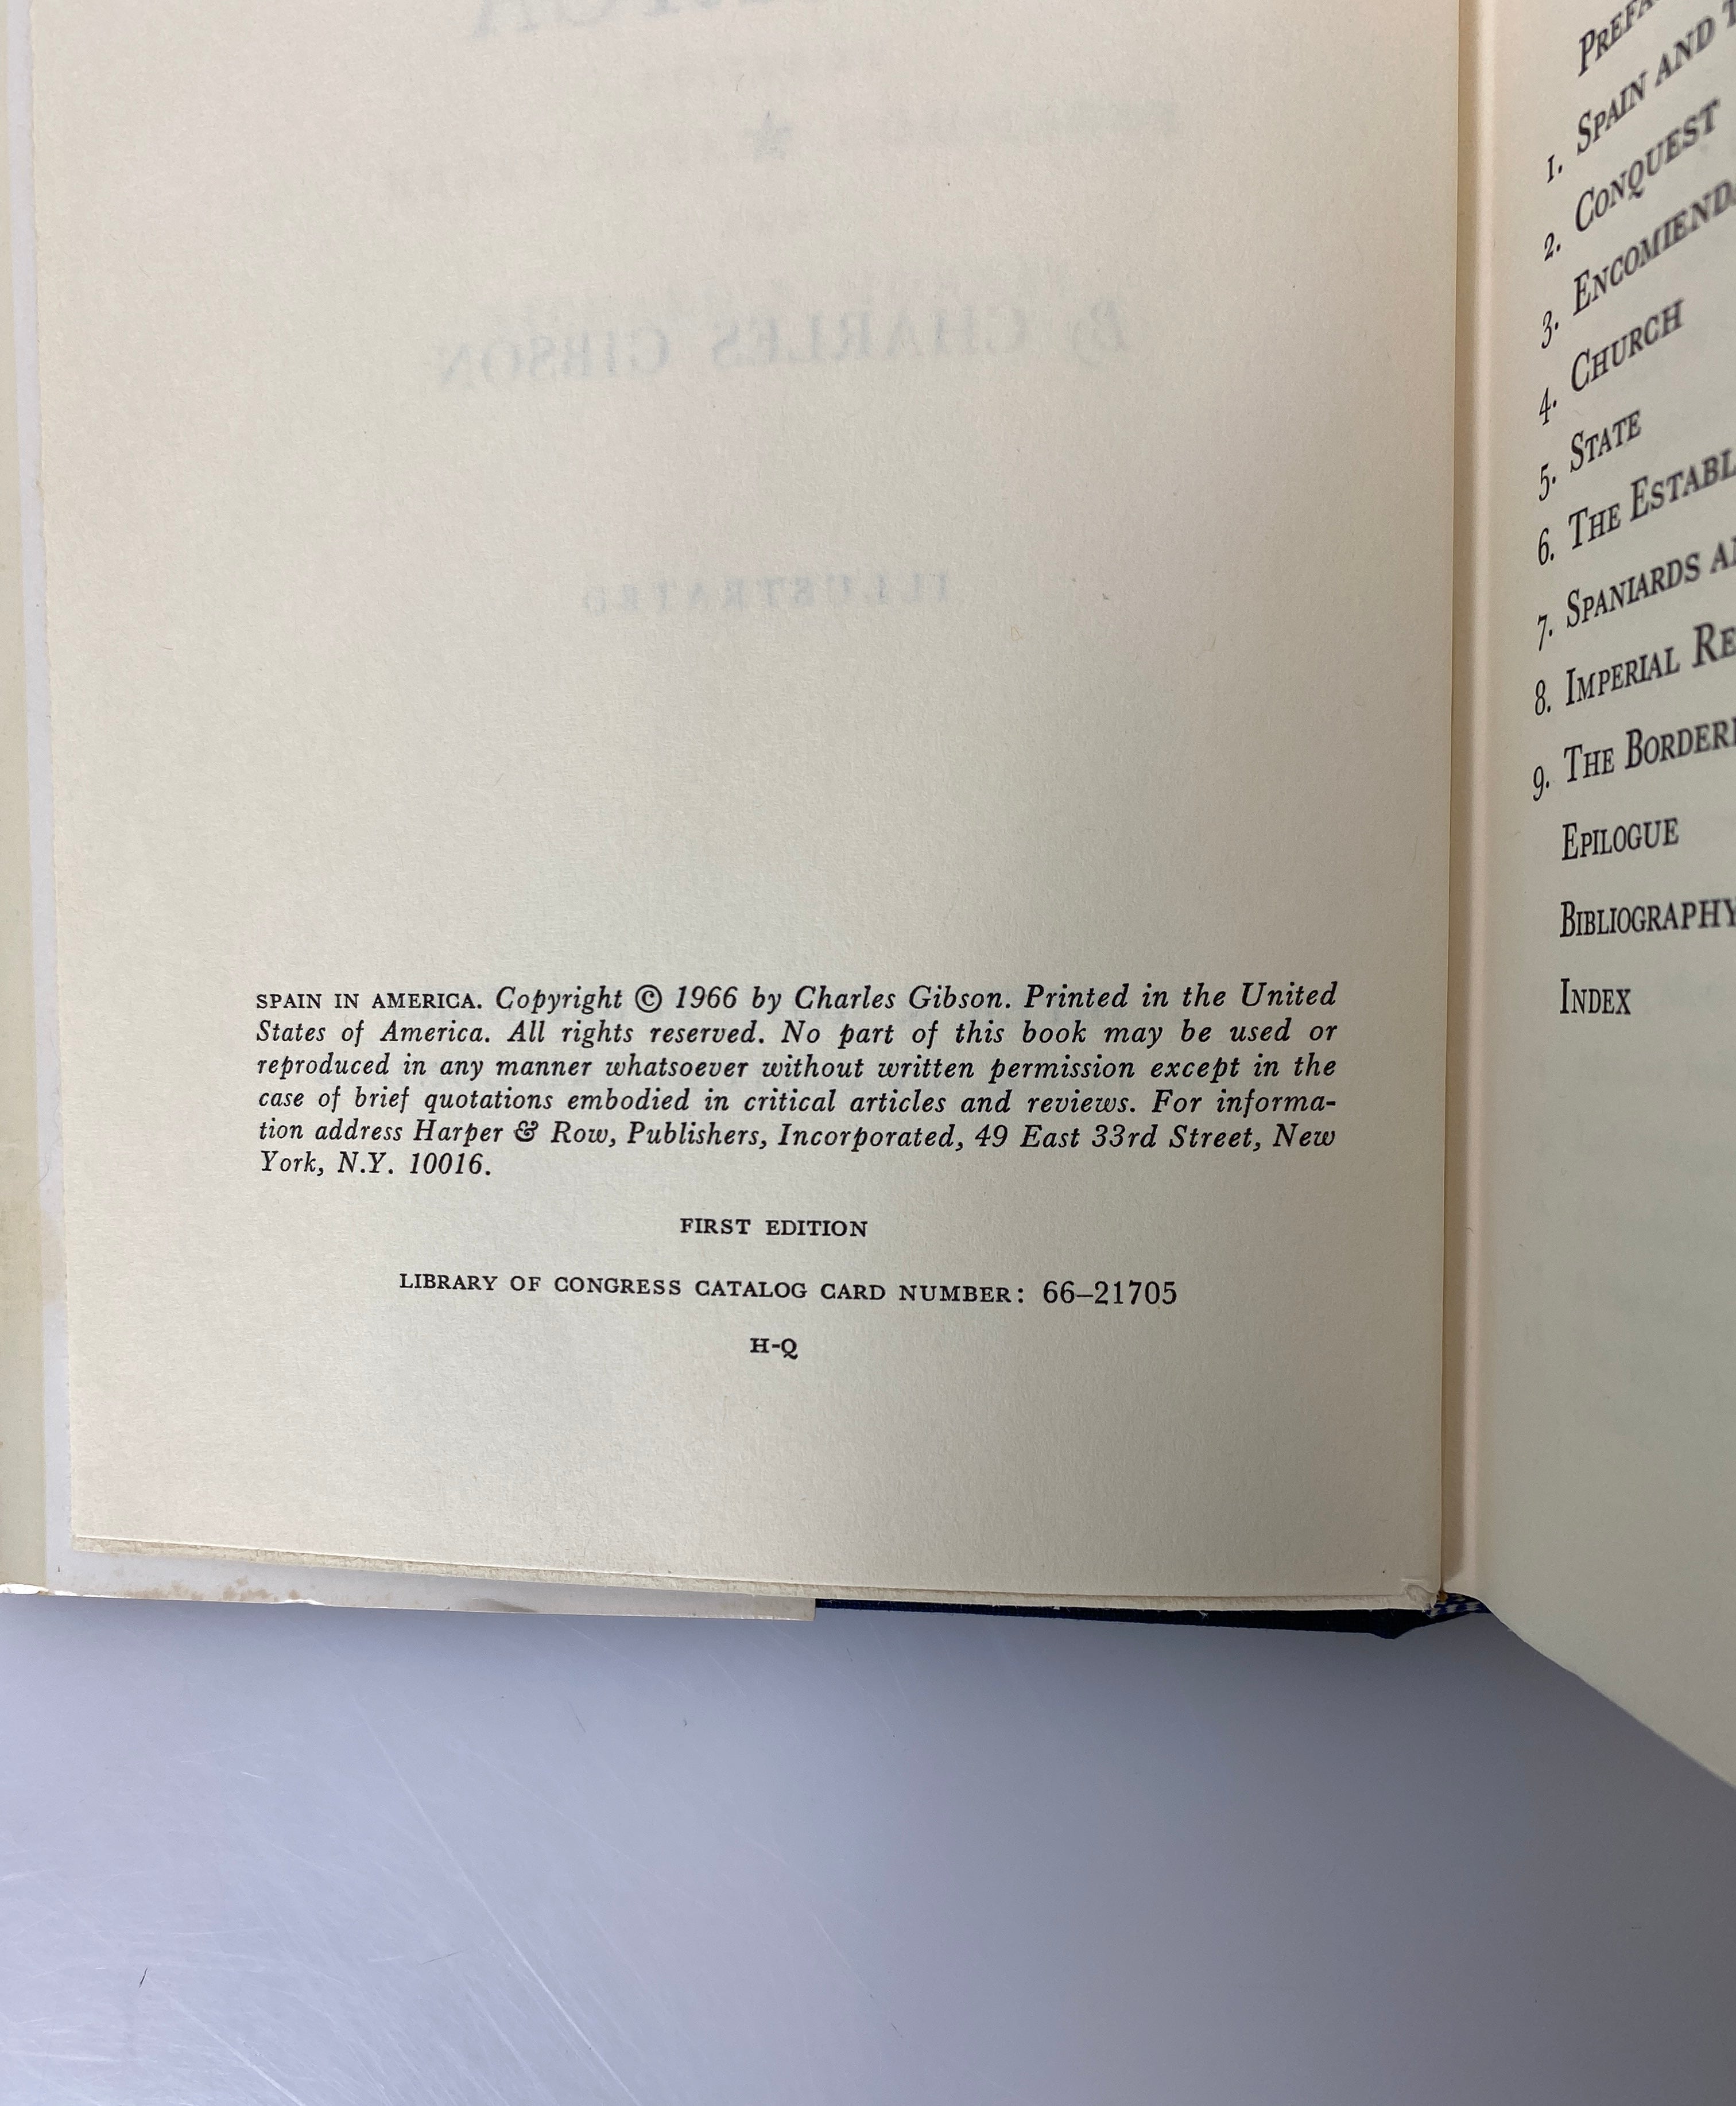 By CHARLES GIBSON
ILLUSTRATED
SPAIN IN AMERICA. Copyright © 1966 by Charles Gibson. Printed in the United
States of America. All rights reserved. No part of this book may be used or
reproduced in any manner whatsoever without written permission except in the
case of brief quotations embodied in critical articles and reviews. For informa-
tion address Harper & Row, Publishers, Incorporated, 49 East 33rd Street, New
York, N.Y. 10016.
FIRST EDITION
LIBRARY OF CONGRESS CATALOG CARD NUMBER: 66–21705
H-Q
1. SPAIN AND
2. CONQUEST
3. ENCOMIENDA
4. CHURCH
5. STATE
6. THE ESTABL
7. SPANIARDS
8. IMPERIAL RE
9. THE BORDER
EPILOGUE
BIBLIOGRAPHY
INDEX